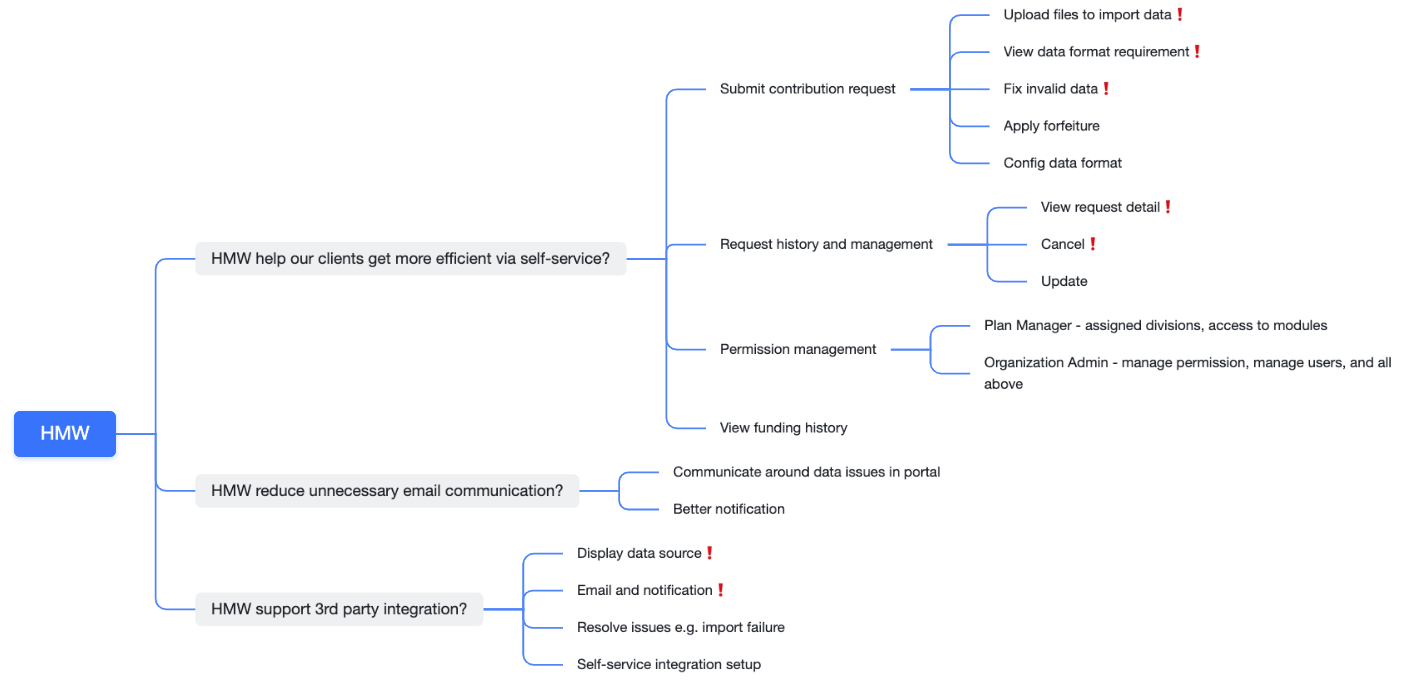 Upload files to import data❗
View data format requirement❗
Submit contribution request
Fix invalid data❗
Apply forfeiture
Config data format
View request detail❗
Request history and management
Cancel❗
HMW help our clients get more efficient via self-service?
Update
Plan Manager - assigned divisions, access to modules
Permission management
Organization Admin - manage permission, manage users, and all
above
View funding history
HMW
Communicate around data issues in portal
HMW reduce unnecessary email communication?
Better notification
Display data source❗
Email and notification❗
HMW support 3rd party integration?
Resolve issues e.g. import failure
Self-service integration setup